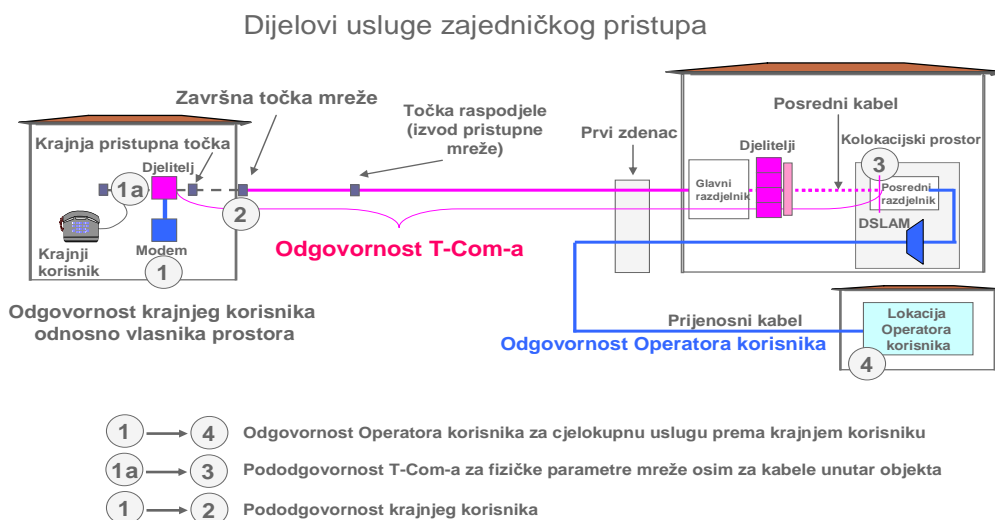 Dijelovi usluge zajedničkog pristupa
Završna točka mreže
Točka raspodjele
(izvod pristupne
mreže)
Prvi zdenac
Posredni kabel
Kolokacijski prostor
Krajnja pristupna točka
Djelitelj
Djelitelji
3
1a
2
Glavni
razdjelnik
Posredni
razdjelnik
DSLAM
Krajnji
korisnik
Modem
1
Odgovornost T-Com-a
Odgovornost krajnjeg korisnika
odnosno vlasnika prostora
Prijenosni kabel
Odgovornost Operatora korisnika
Lokacija
Operatora
korisnika
4
1 4 Odgovornost Operatora korisnika za cjelokupnu uslugu prema krajnjem korisniku
1a 3 Pododgovornost T-Com-a za fizičke parametre mreže osim za kabele unutar objekta
1 2 Pododgovornost krajnjeg korisnika